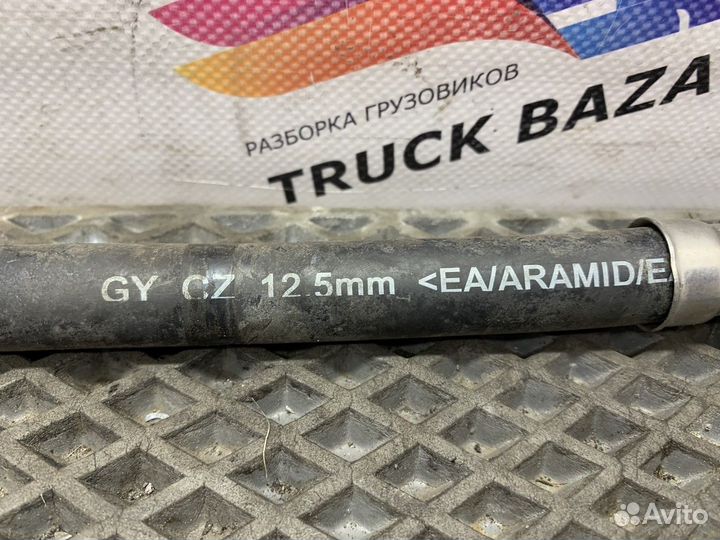 РАЗБОРКА ГРУЗОВИКОВ
TRUCK BAZA
GY CZ 12.5mm <EA/ARAMID/E
Avito